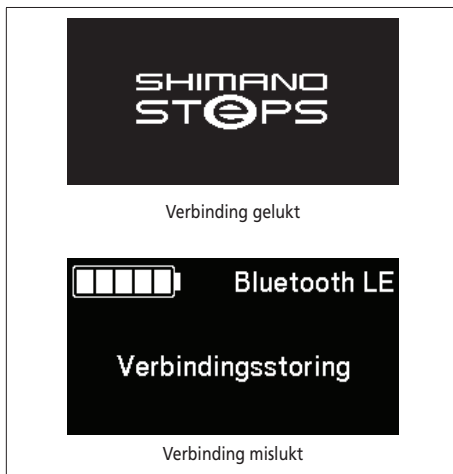 SHIMANO
STePS
Verbinding gelukt
Bluetooth LE
Verbindingsstoring
Verbinding mislukt